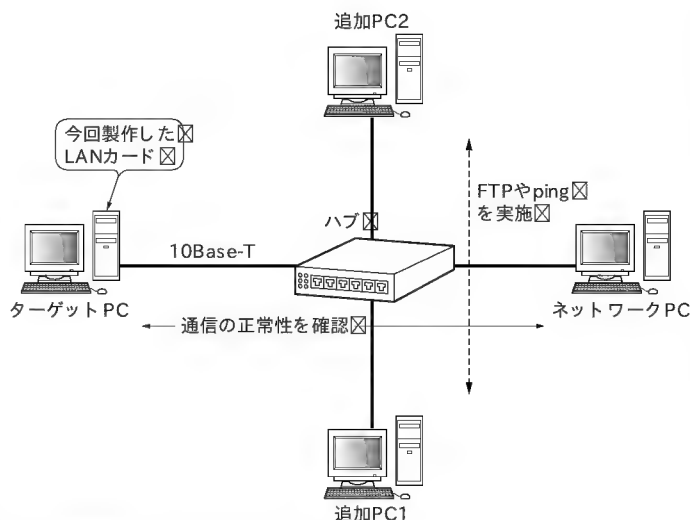 追加PC2
今回製作した
LANカード
FTPやping
を実施
ハブ
10Base-T
ターゲットPC
ネットワークPC
通信の正常性を確認
追加PC1